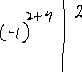 (-1)^{2+4} | 2